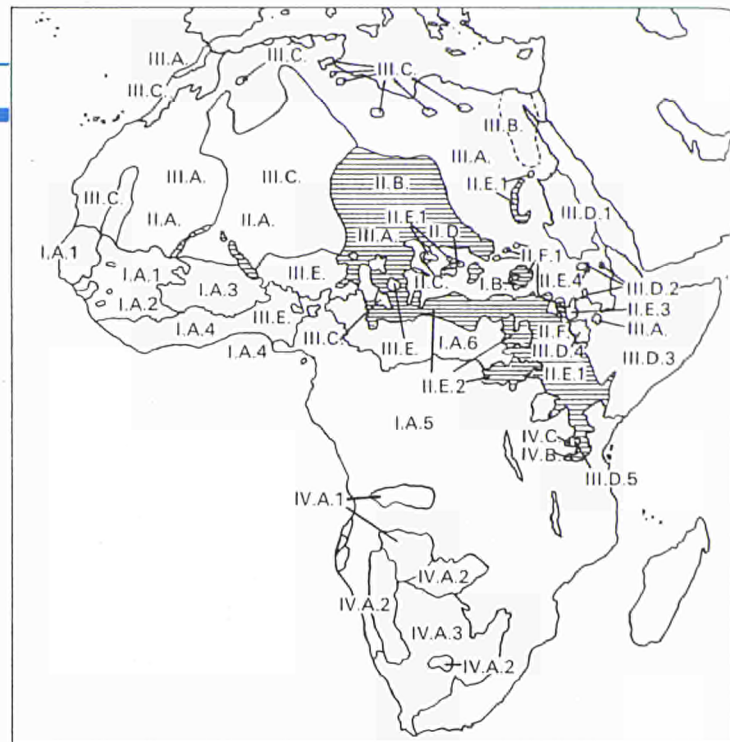 III.A.
III.C.
III.C.
III.C.
III.B.
III.A.
II.E.1
III.A.
III.C.
II.B.
III.C.
II.A.
II.A.
II.E.1
II.D
III.D.1
I.A.1
III.A.
II.F.1
I.A.1
I.A.3
III.E.
II.C.
I.B
II.E.4
III.D.2
I.A.2
II.E.3
III.E.
I.A.4
III.A.
I.A.4
III.C.
III.E.
I.A.6
II.F.
III.D.4
III.D.3
II.E.1
II.E.2
I.A.5
IV.C
IV.B.
III.D.5
IV.A.1
IV.A.2
IV.A.2
IV.A.3
IV.A.2